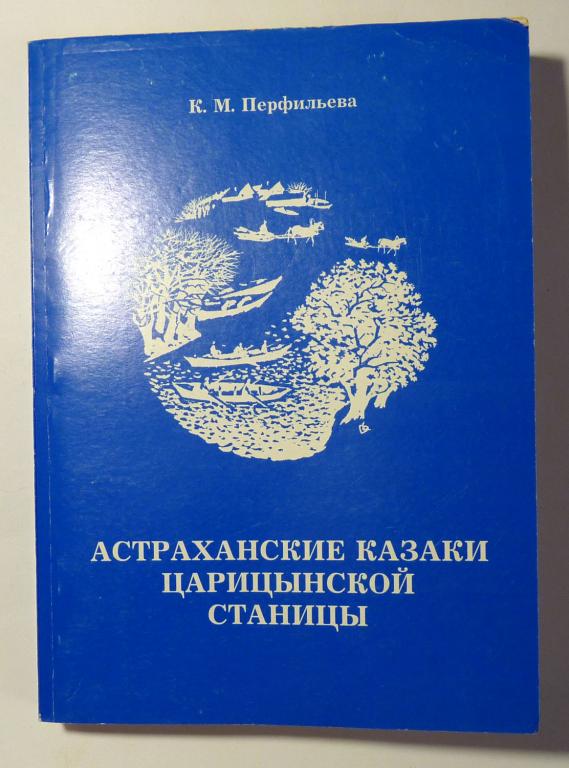 К. М. Перфильева
АСТРАХАНСКИЕ КАЗАКИ
ЦАРИЦЫНСКОЙ
СТАНИЦЫ